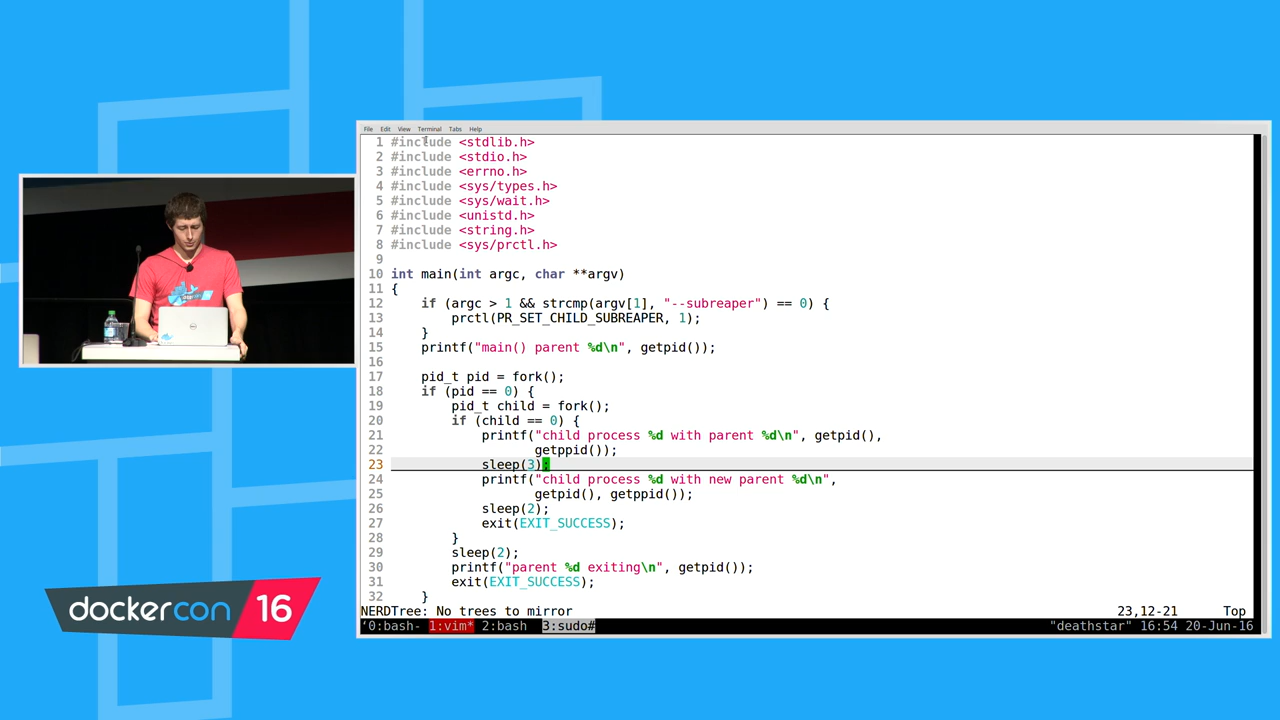 File Edit View Terminal Tabs Help
1 #include <stdlib.h>
2 #include <stdio.h>
3 #include <errno.h>
4 #include <sys/types.h>
5 #include <sys/wait.h>
6 #include <unistd.h>
7 #include <string.h>
8 #include <sys/prctl.h>
9
10 int main(int argc, char **argv)
11 {
12 if (argc > 1 && strcmp(argv[1], "--subreaper") == 0) {
13 prctl(PR_SET_CHILD_SUBREAPER, 1);
14 }
15 printf("main() parent %d\n", getpid());
16
17 pid_t pid = fork();
18 if (pid == 0) {
19 pid_t child = fork();
20 if (child == 0) {
21 printf("child process %d with parent %d\n", getpid(),
22 getppid());
23 sleep(3);
24 printf("child process %d with new parent %d\n",
25 getpid(), getppid());
26 sleep(2);
27 exit(EXIT_SUCCESS);
28 }
29 sleep(2);
30 printf("parent %d exiting\n", getpid());
31 exit(EXIT_SUCCESS);
32 }
NERDTree: No trees to mirror 23,12-21 Top
'0:bash- 1:vim* 2:bash 3:sudo# "deathstar" 16:54 20-Jun-16
dockercon 16